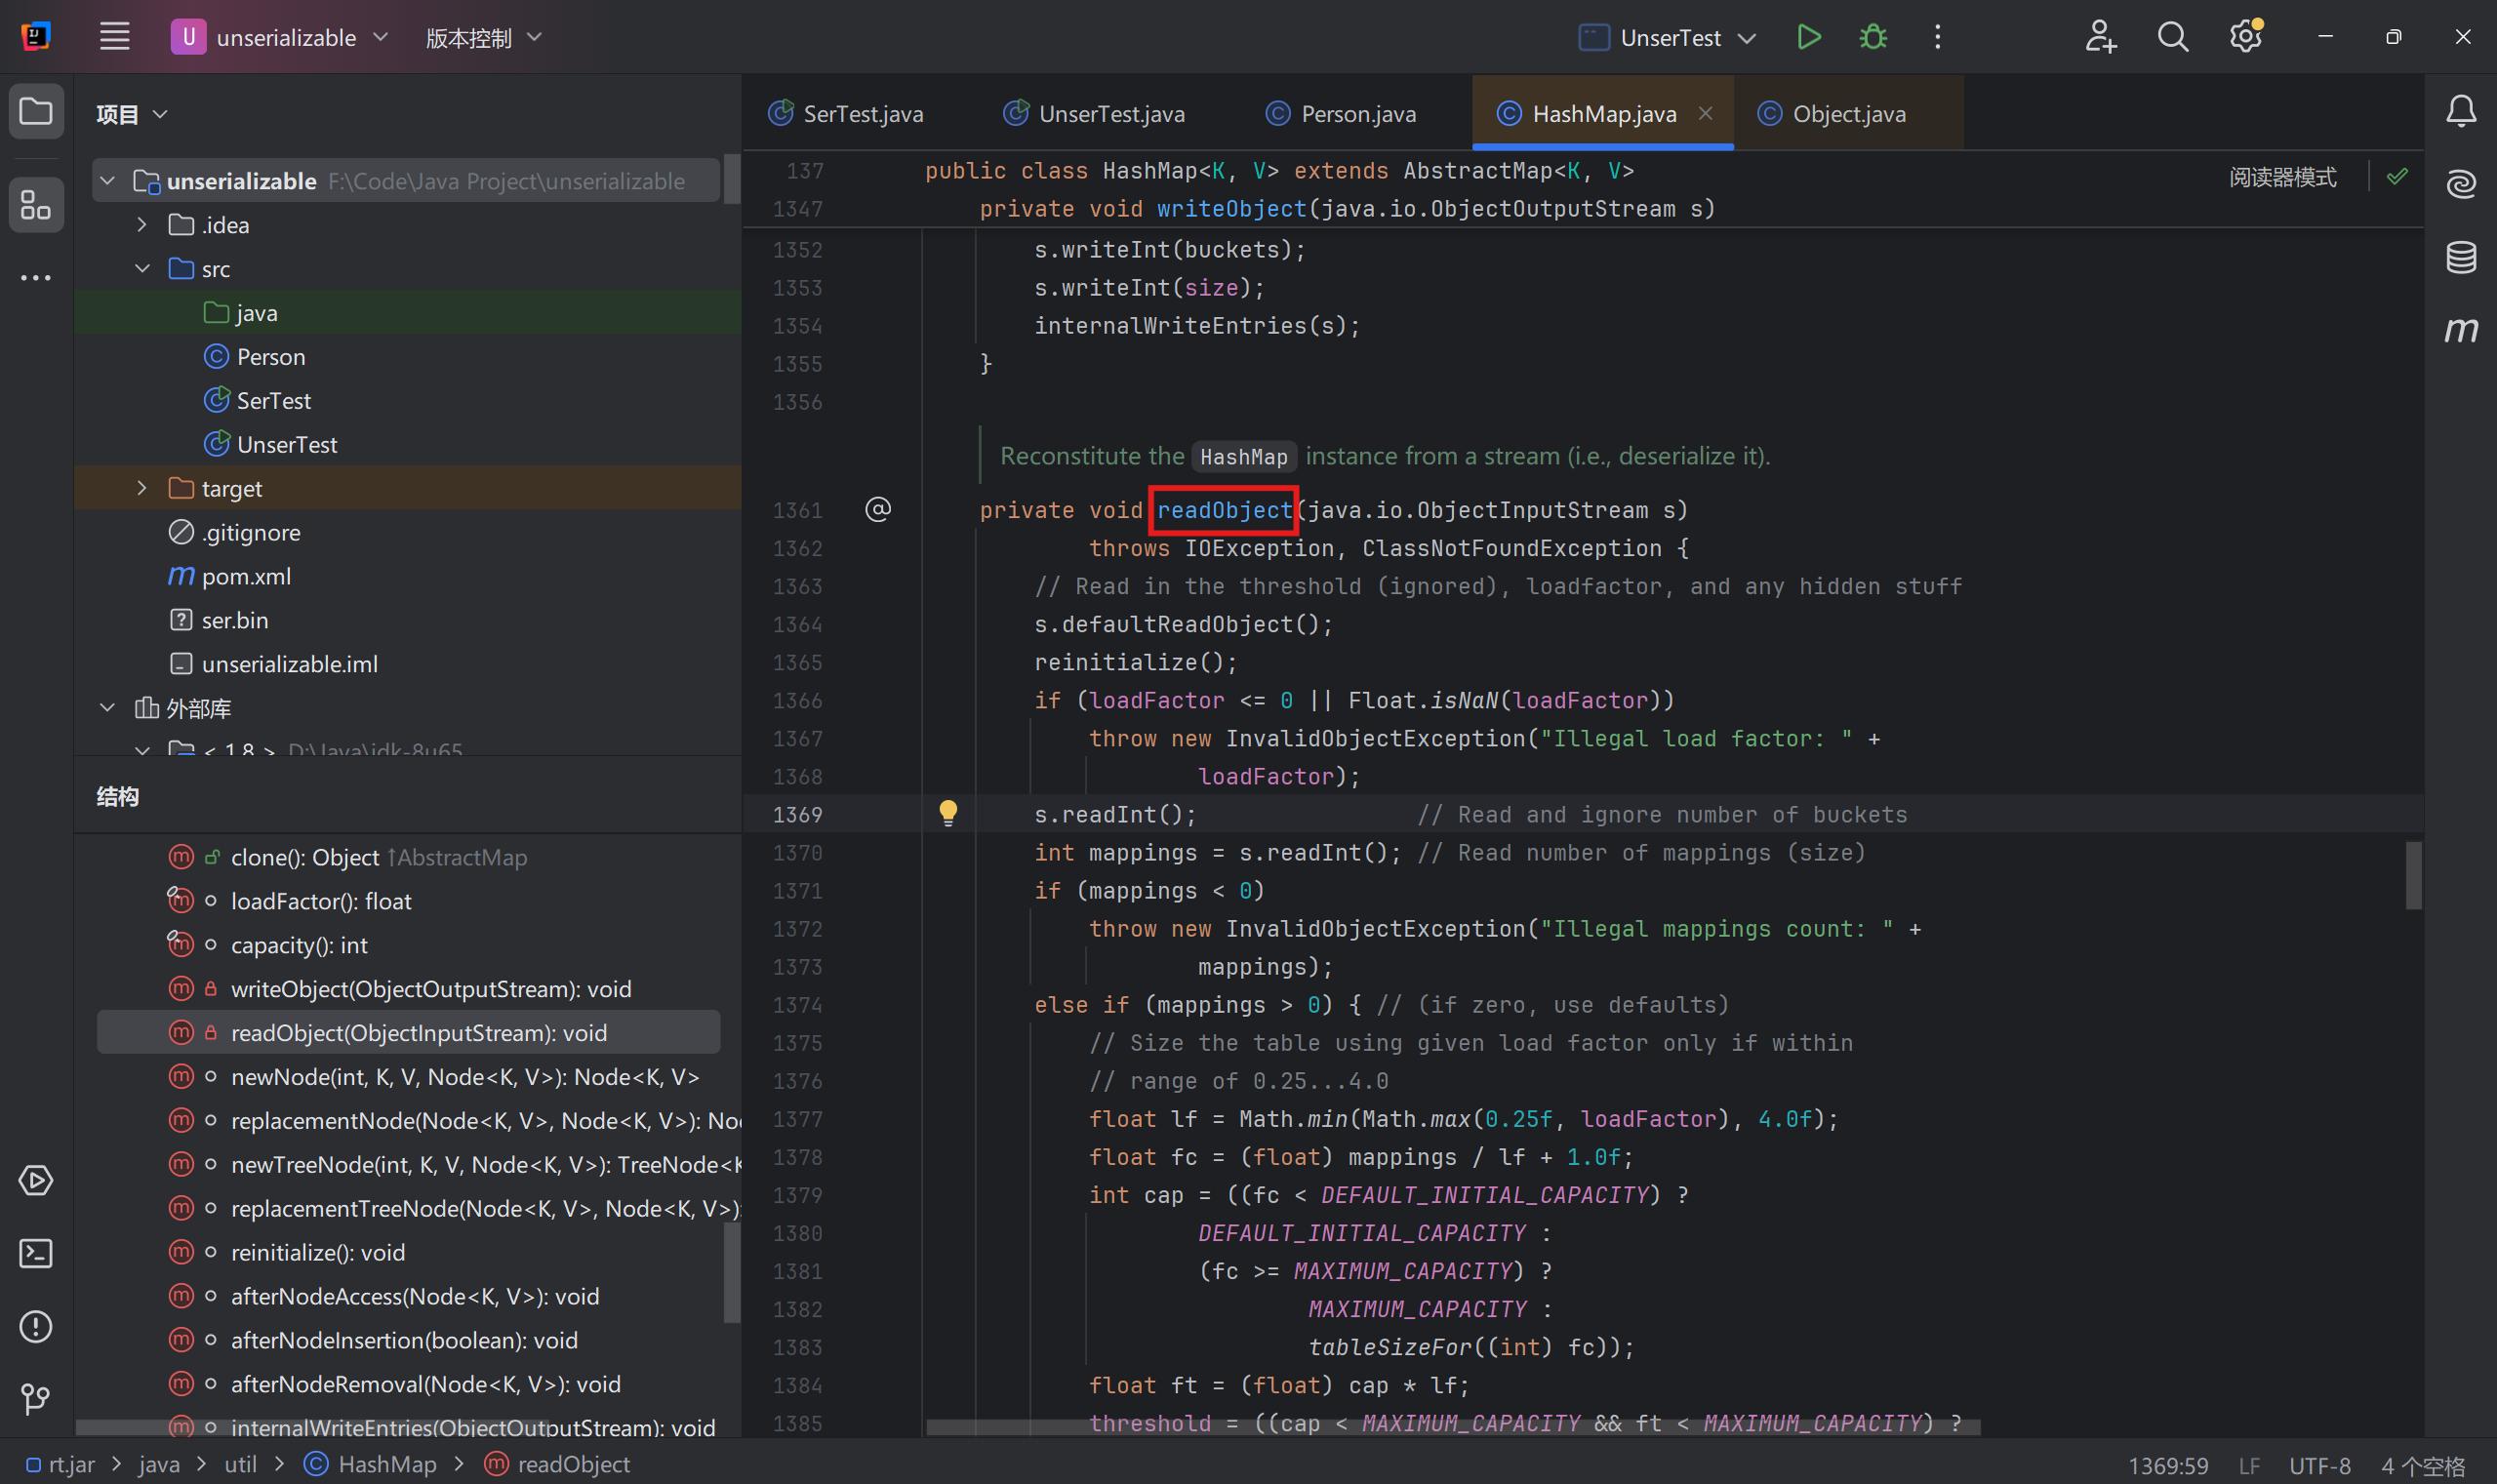 U unserializable 版本控制 UnserTest
项目
unserializable F:\Code\Java Project\unserializable
.idea
src
java
Person
SerTest
UnserTest
target
.gitignore
pom.xml
ser.bin
unserializable.iml
外部库
< 1.8 > D:\Java\jdk-8u65
结构
clone(): Object ↑AbstractMap
loadFactor(): float
capacity(): int
writeObject(ObjectOutputStream): void
readObject(ObjectInputStream): void
newNode(int, K, V, Node<K, V>): Node<K, V>
replacementNode(Node<K, V>, Node<K, V>): No
newTreeNode(int, K, V, Node<K, V>): TreeNode<K
replacementTreeNode(Node<K, V>, Node<K, V>):
reinitialize(): void
afterNodeAccess(Node<K, V>): void
afterNodeInsertion(boolean): void
afterNodeRemoval(Node<K, V>): void
internalWriteEntries(ObjectOutputStream): void
SerTest.java UnserTest.java Person.java HashMap.java Object.java
阅读器模式
137 public class HashMap<K, V> extends AbstractMap<K, V>
1347 private void writeObject(java.io.ObjectOutputStream s)
1352 s.writeInt(buckets);
1353 s.writeInt(size);
1354 internalWriteEntries(s);
1355 }
1356
Reconstitute the HashMap instance from a stream (i.e., deserialize it).
1361 @ private void readObject(java.io.ObjectInputStream s)
1362 throws IOException, ClassNotFoundException {
1363 // Read in the threshold (ignored), loadfactor, and any hidden stuff
1364 s.defaultReadObject();
1365 reinitialize();
1366 if (loadFactor <= 0 || Float.isNaN(loadFactor))
1367 throw new InvalidObjectException("Illegal load factor: " +
1368 loadFactor);
1369 s.readInt(); // Read and ignore number of buckets
1370 int mappings = s.readInt(); // Read number of mappings (size)
1371 if (mappings < 0)
1372 throw new InvalidObjectException("Illegal mappings count: " +
1373 mappings);
1374 else if (mappings > 0) { // (if zero, use defaults)
1375 // Size the table using given load factor only if within
1376 // range of 0.25...4.0
1377 float lf = Math.min(Math.max(0.25f, loadFactor), 4.0f);
1378 float fc = (float) mappings / lf + 1.0f;
1379 int cap = ((fc < DEFAULT_INITIAL_CAPACITY) ?
1380 DEFAULT_INITIAL_CAPACITY :
1381 (fc >= MAXIMUM_CAPACITY) ?
1382 MAXIMUM_CAPACITY :
1383 tableSizeFor((int) fc));
1384 float ft = (float) cap * lf;
1385 threshold = ((cap < MAXIMUM_CAPACITY && ft < MAXIMUM_CAPACITY) ?
rt.jar > java > util > HashMap > readObject
1369:59 LF UTF-8 4 个空格